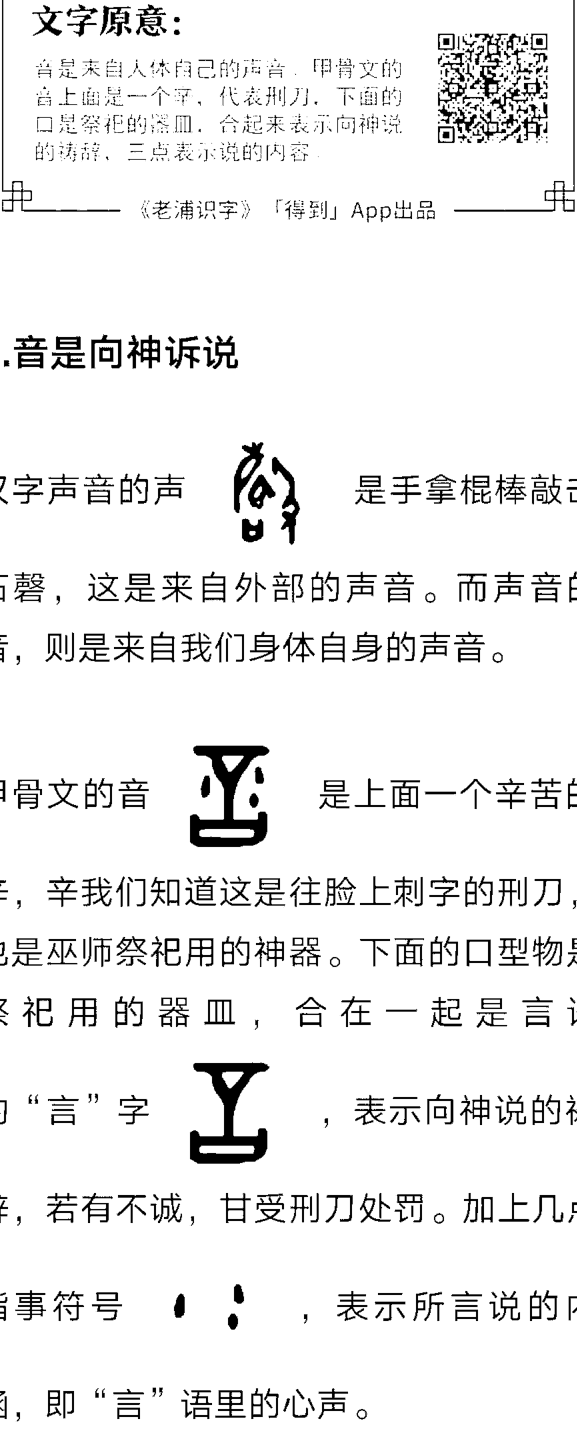 文字原意：
音是来自人体自己的声音．甲骨文的
音上面是一个辛，代表刑刀．下面的
口是祭祀的器皿．合起来表示向神说
的祷辞．三点表示说的内容．
《老浦识字》「得到」App出品
.音是向神诉说
汉字声音的声 是手拿棍棒敲击
石磬，这是来自外部的声音。而声音的
音，则是来自我们身体自身的声音。
甲骨文的音 是上面一个辛苦的
辛，辛我们知道这是往脸上刺字的刑刀，
也是巫师祭祀用的神器。下面的口型物是
祭祀用的器皿，合在一起是言说
的“言”字 ，表示向神说的祷
辞，若有不诚，甘受刑刀处罚。加上几点
指事符号 ，表示所言说的内
涵，即“言”语里的心声。